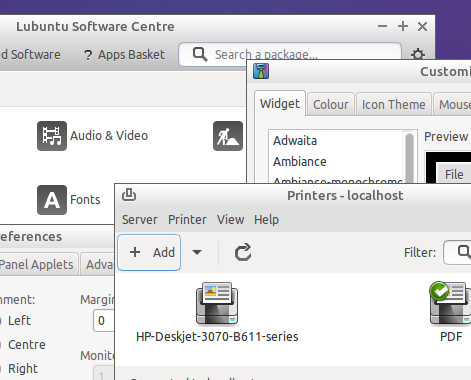 Lubuntu Software Centre
Software
? Apps Basket
Search a package...
Customi
Widget
Colour
Icon Theme
Mouse
Adwaita
Ambiance
Ambiance-monochrome
Preview
File
Audio & Video
A
Fonts
Printers - localhost
Server
Printer
View
Help
+ Add
Filter:
HP-Deskjet-3070-B611-series
PDF
eferences
Panel Applets
Adva
nment:
Margin
Left
0
Centre
Monito
Right
1